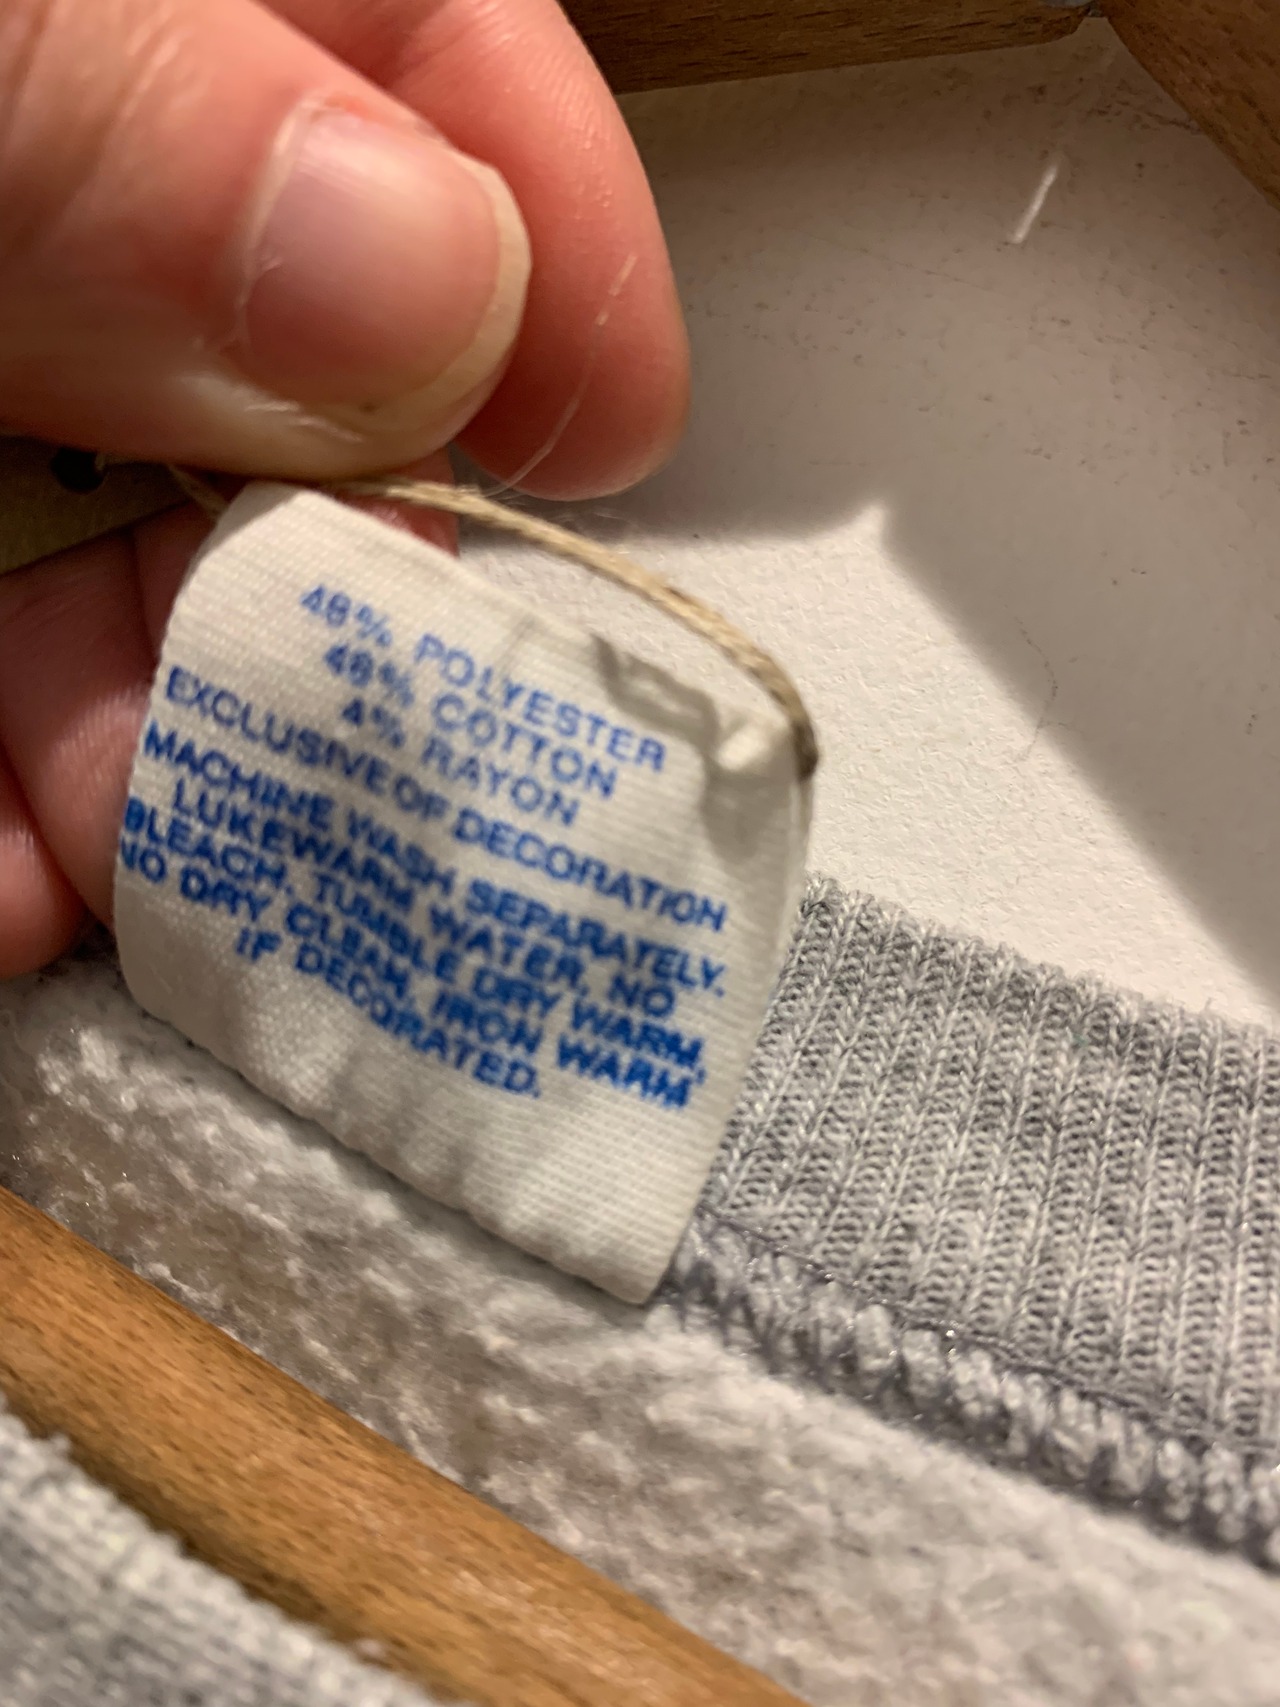 48% POLYESTER
48% COTTON
4% RAYON
EXCLUSIVE OF DECORATION
MACHINE WASH SEPARATELY.
LUKEWARM WATER, NO
BLEACH. TUMBLE DRY WARM,
NO DRY CLEAN. IRON WARM
IF DECORATED.